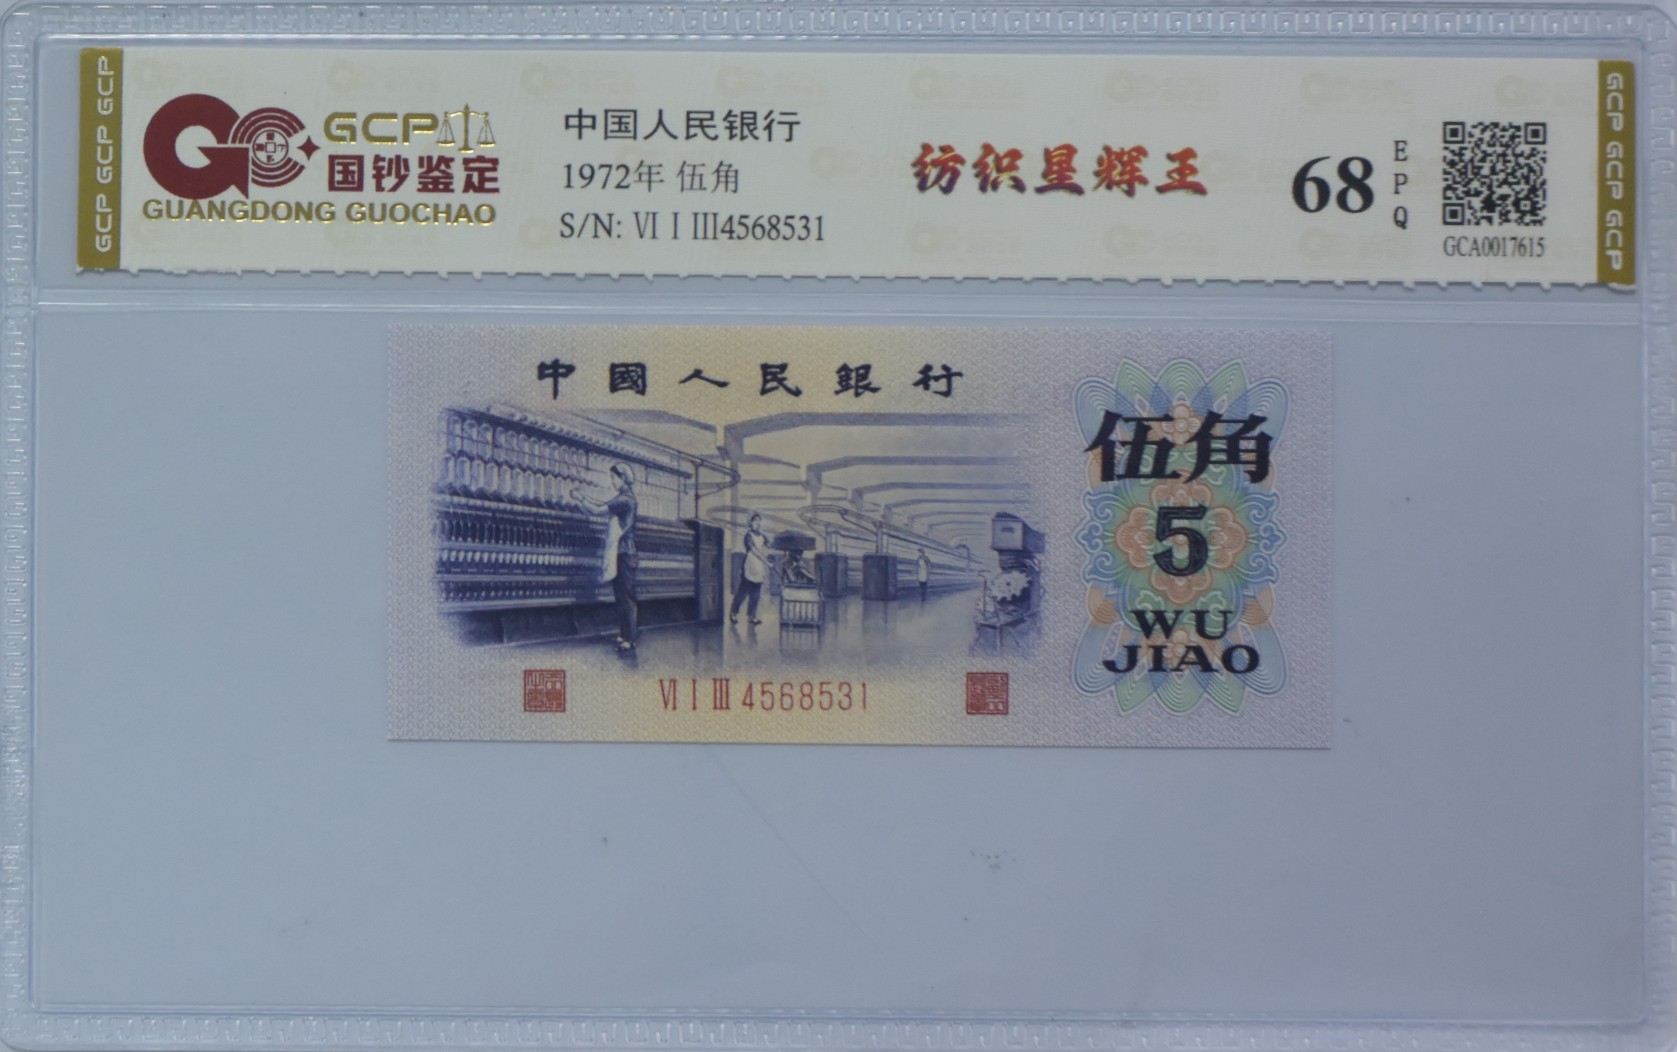 GCP GCP GCP
GCP
国钞鉴定
GUANGDONG GUOCHAO
中国人民银行
1972年 伍角
S/N: Ⅵ Ⅰ Ⅲ4568531
纺织星辉王
68
EPQ
GCA0017615
GCP GCP GCP
中國人民銀行
伍角
5
WU
JIAO
Ⅵ Ⅰ Ⅲ 4568531